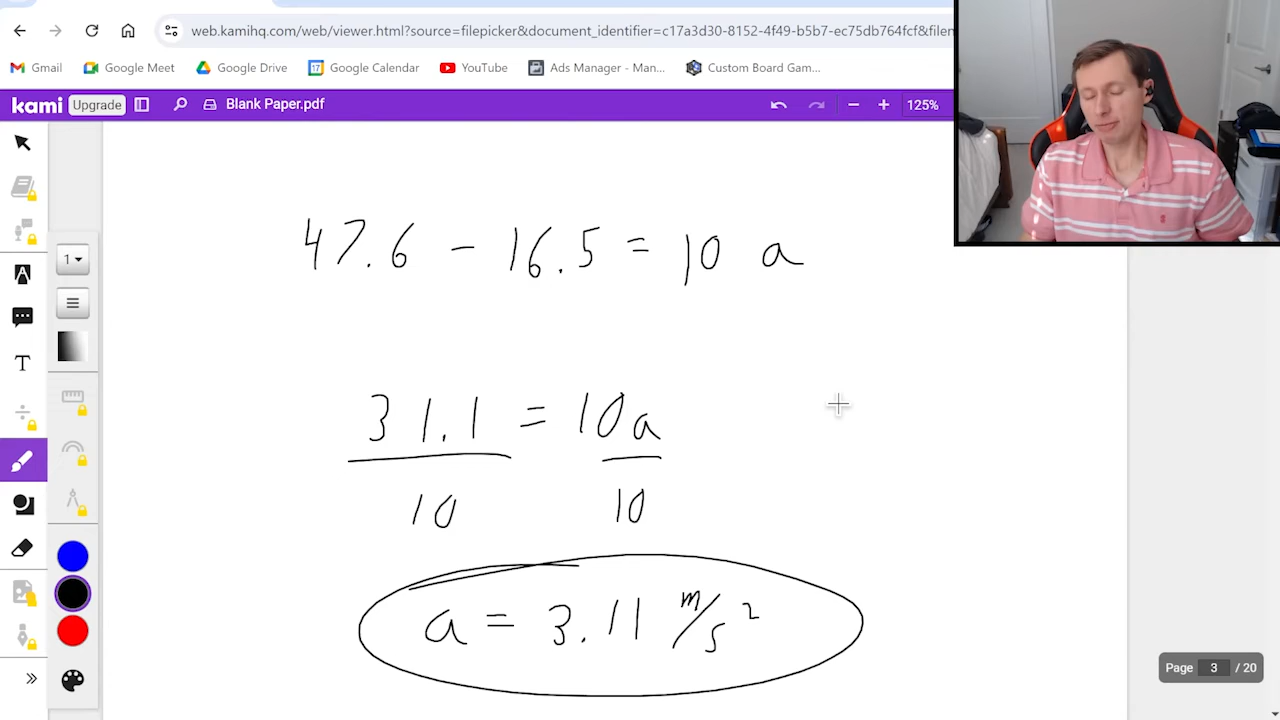 web.kamihq.com/web/viewer.html?source=filepicker&document_identifier=c17a3d30-8152-4f49-b5b7-ec75db764fcf&filen
Gmail Google Meet Google Drive 17 Google Calendar YouTube Ads Manager - Man... Custom Board Gam...
kami Upgrade Blank Paper.pdf 125%
1
47.6 - 16.5 = 10 a
31.1 = 10a
10 10
a = 3.11 m/s²
Page 3 / 20